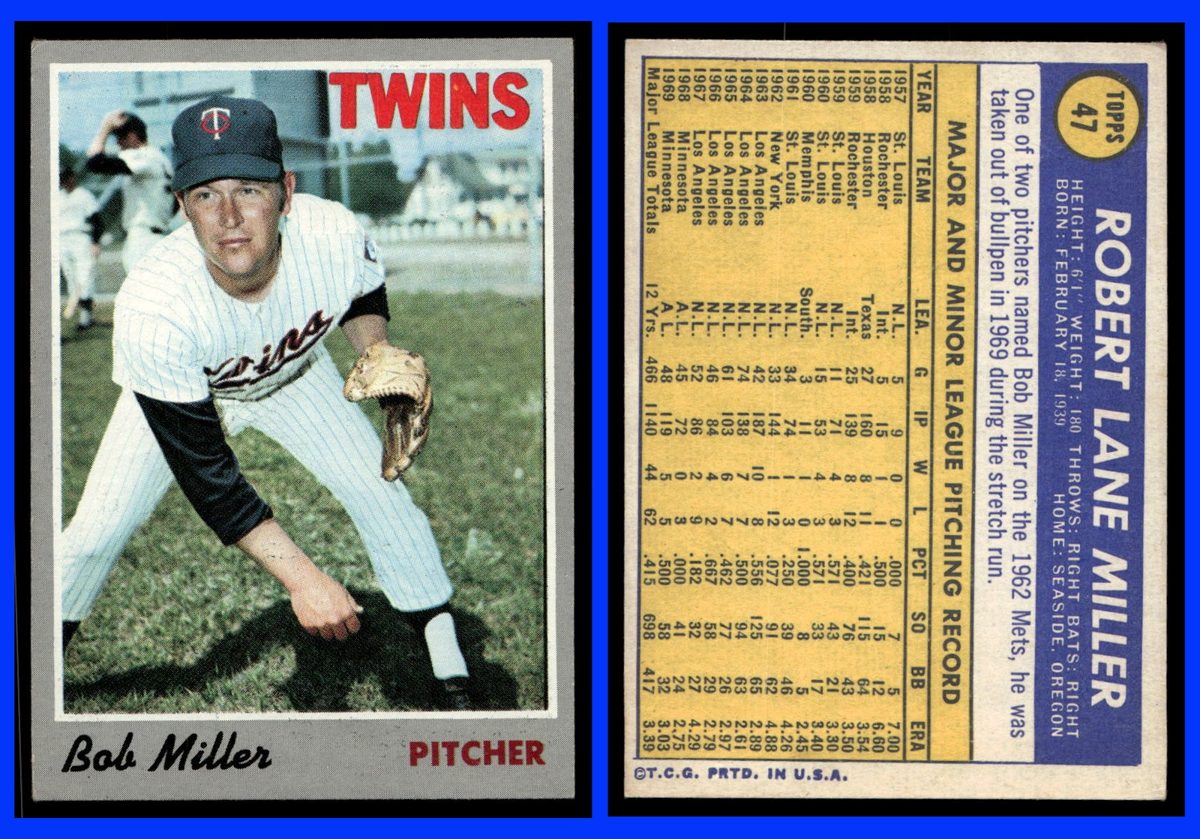 TWINS
TC
Twins
Bob Miller
PITCHER
TOPPS
47
ROBERT LANE MILLER
HEIGHT: 6'1" WEIGHT: 180 THROWS: RIGHT BATS: RIGHT
BORN: FEBRUARY 18, 1939 HOME: SEASIDE, OREGON
One of two pitchers named Bob Miller on the 1962 Mets, he was
taken out of bullpen in 1969 during the stretch run.
MAJOR AND MINOR LEAGUE PITCHING RECORD
YEAR TEAM LEA. G IP W L PCT SO BB ERA
1957 St. Louis N.L. 5 9 0 0 .000 7 5 7.00
1958 Rochester Int. 5 15 1 1 .500 15 12 6.60
1958 Houston Texas 27 160 8 11 .421 115 64 3.54
1959 Rochester Int. 25 139 8 12 .400 76 43 3.50
1959 St. Louis N.L. 11 71 4 3 .571 43 21 3.30
1960 St. Louis N.L. 15 53 4 3 .571 33 17 3.40
1960 Memphis South. 3 11 1 0 1.000 8 5 2.45
1961 St. Louis N.L. 34 74 1 3 .250 39 46 4.26
1962 New York N.L. 33 144 1 12 .077 91 62 4.88
1963 Los Angeles N.L. 42 187 10 8 .556 125 65 2.89
1964 Los Angeles N.L. 74 138 7 7 .500 94 63 2.61
1965 Los Angeles N.L. 61 103 6 7 .462 77 26 2.97
1966 Los Angeles N.L. 46 84 4 2 .667 58 29 2.79
1967 Los Angeles N.L. 52 86 2 9 .182 32 27 4.29
1968 Minnesota A.L. 45 72 0 3 .000 41 24 2.75
1969 Minnesota A.L. 48 119 5 5 .500 58 32 3.03
Major League Totals 12 Yrs. 466 1140 44 62 .415 698 417 3.39
©T.C.G. PRTD. IN U.S.A.